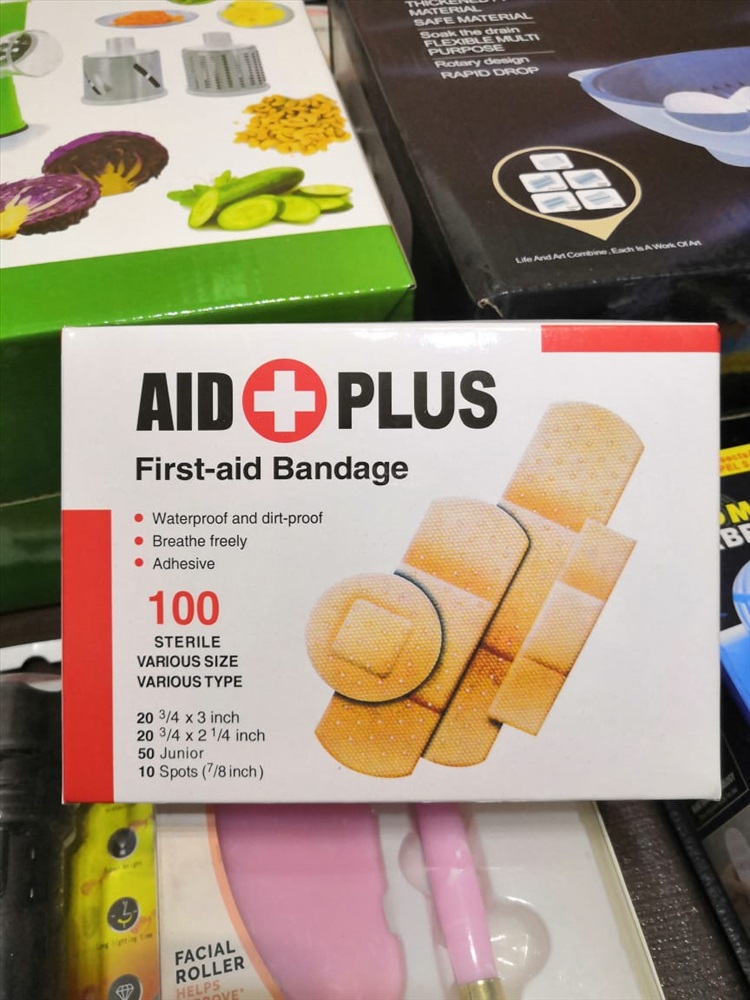 THICKENED
MATERIAL
SAFE MATERIAL
Soak the drain
FLEXIBLE MULTI
PURPOSE
Rotary design
RAPID DROP
Life And Art Combine, Each Is A Work Of Art
AID PLUS
First-aid Bandage
Waterproof and dirt-proof
Breathe freely
Adhesive
100
STERILE
VARIOUS SIZE
VARIOUS TYPE
20 3/4 x 3 inch
20 3/4 x 2 1/4 inch
50 Junior
10 Spots (7/8 inch)
FACIAL
ROLLER
HELPS